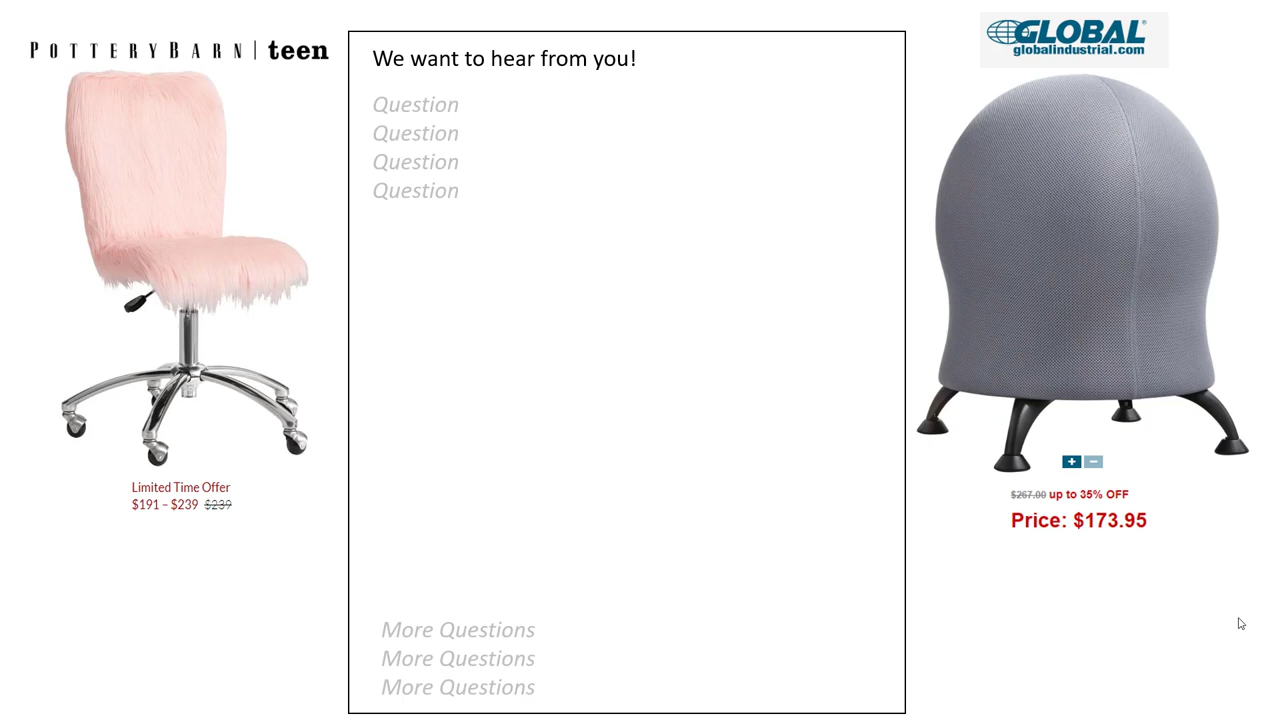 POTTERYBARN | teen
Limited Time Offer
$191 – $239 $239
We want to hear from you!
Question
Question
Question
Question
More Questions
More Questions
More Questions
GLOBAL
globalindustrial.com
+ −
$267.00 up to 35% OFF
Price: $173.95